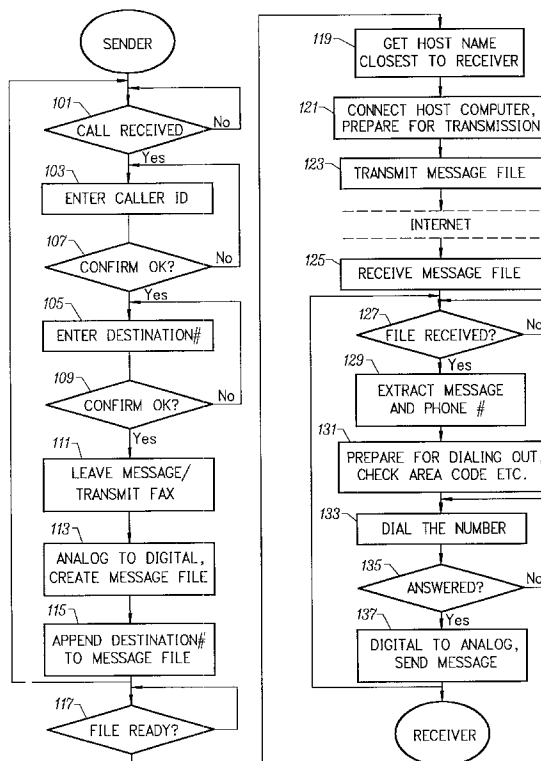 SENDER
101
CALL RECEIVED
No
Yes
103
ENTER CALLER ID
107
CONFIRM OK?
No
Yes
105
ENTER DESTINATION#
109
CONFIRM OK?
No
Yes
111
LEAVE MESSAGE/
TRANSMIT FAX
113
ANALOG TO DIGITAL,
CREATE MESSAGE FILE
115
APPEND DESTINATION#
TO MESSAGE FILE
117
FILE READY?
119
GET HOST NAME
CLOSEST TO RECEIVER
121
CONNECT HOST COMPUTER,
PREPARE FOR TRANSMISSION
123
TRANSMIT MESSAGE FILE
INTERNET
125
RECEIVE MESSAGE FILE
127
FILE RECEIVED?
No
Yes
129
EXTRACT MESSAGE
AND PHONE #
131
PREPARE FOR DIALING OUT,
CHECK AREA CODE ETC.
133
DIAL THE NUMBER
135
ANSWERED?
No
Yes
137
DIGITAL TO ANALOG,
SEND MESSAGE
RECEIVER